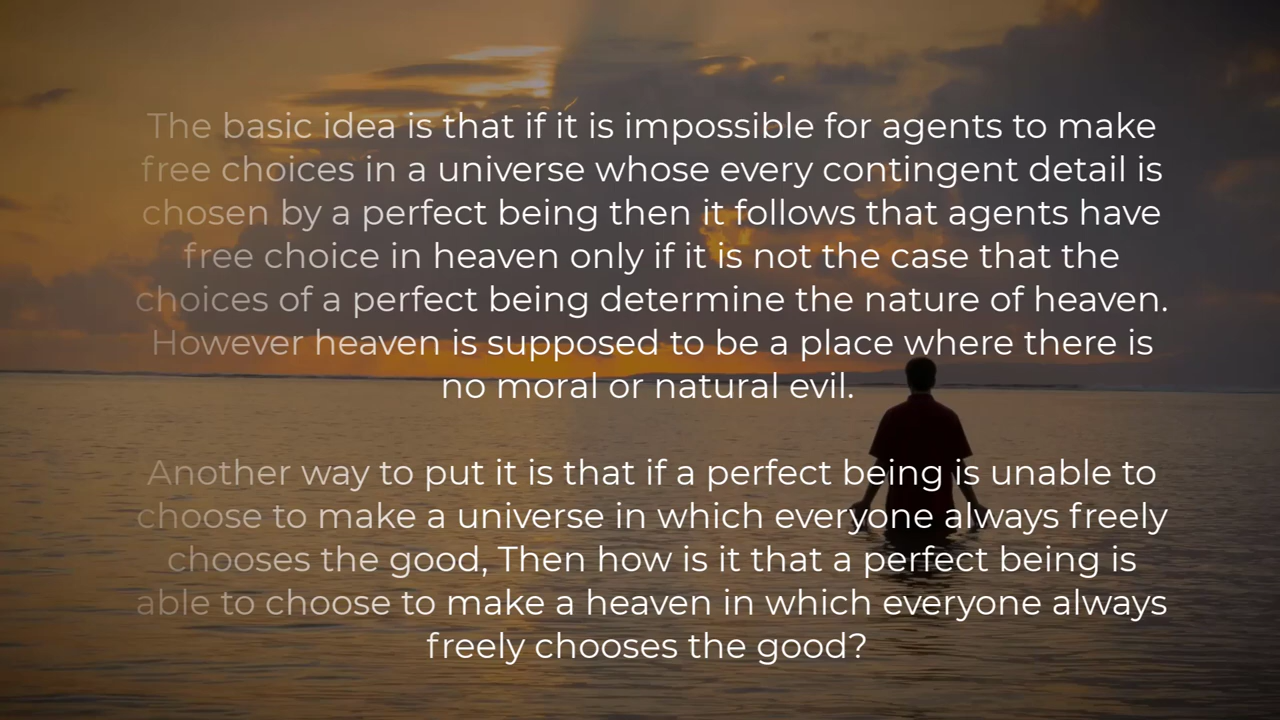 The basic idea is that if it is impossible for agents to make
free choices in a universe whose every contingent detail is
chosen by a perfect being then it follows that agents have
free choice in heaven only if it is not the case that the
choices of a perfect being determine the nature of heaven.
However heaven is supposed to be a place where there is
no moral or natural evil.
Another way to put it is that if a perfect being is unable to
choose to make a universe in which everyone always freely
chooses the good, Then how is it that a perfect being is
able to choose to make a heaven in which everyone always
freely chooses the good?